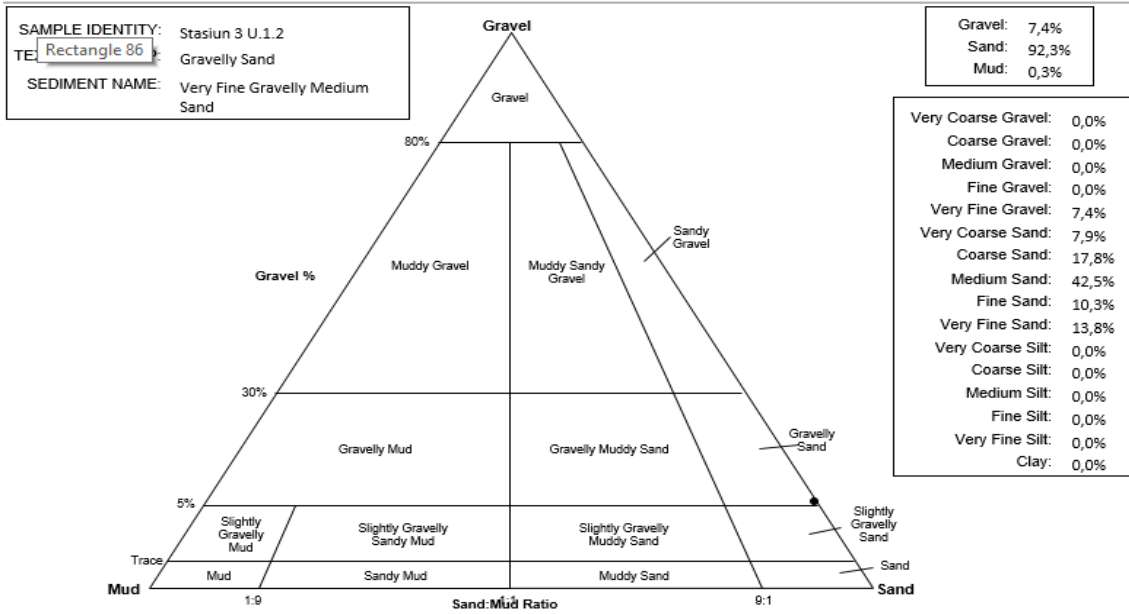 SAMPLE IDENTITY: Stasiun 3 U.1.2
TE Rectangle 86 P: Gravelly Sand
SEDIMENT NAME: Very Fine Gravelly Medium
Sand
Gravel: 7,4%
Sand: 92,3%
Mud: 0,3%
Very Coarse Gravel: 0,0%
Coarse Gravel: 0,0%
Medium Gravel: 0,0%
Fine Gravel: 0,0%
Very Fine Gravel: 7,4%
Very Coarse Sand: 7,9%
Coarse Sand: 17,8%
Medium Sand: 42,5%
Fine Sand: 10,3%
Very Fine Sand: 13,8%
Very Coarse Silt: 0,0%
Coarse Silt: 0,0%
Medium Silt: 0,0%
Fine Silt: 0,0%
Very Fine Silt: 0,0%
Clay: 0,0%
Gravel
Gravel
80%
Sandy
Gravel
Muddy Gravel
Muddy Sandy
Gravel
Gravel %
30%
Gravelly Mud
Gravelly Muddy Sand
Gravelly
Sand
5%
Slightly
Gravelly
Mud
Slightly Gravelly
Sandy Mud
Slightly Gravelly
Muddy Sand
Slightly
Gravelly
Sand
Trace
Mud
Sandy Mud
Muddy Sand
Sand
Mud
Sand
1:9
1:1
9:1
Sand:Mud Ratio